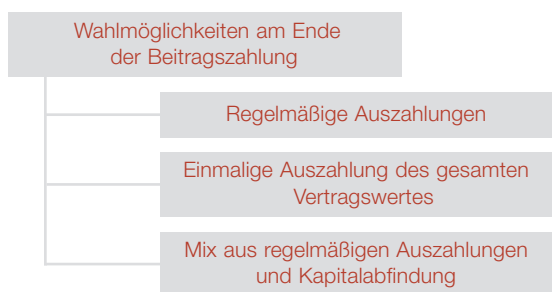 Wahlmöglichkeiten am Ende
der Beitragszahlung
Regelmäßige Auszahlungen
Einmalige Auszahlung des gesamten
Vertragswertes
Mix aus regelmäßigen Auszahlungen
und Kapitalabfindung